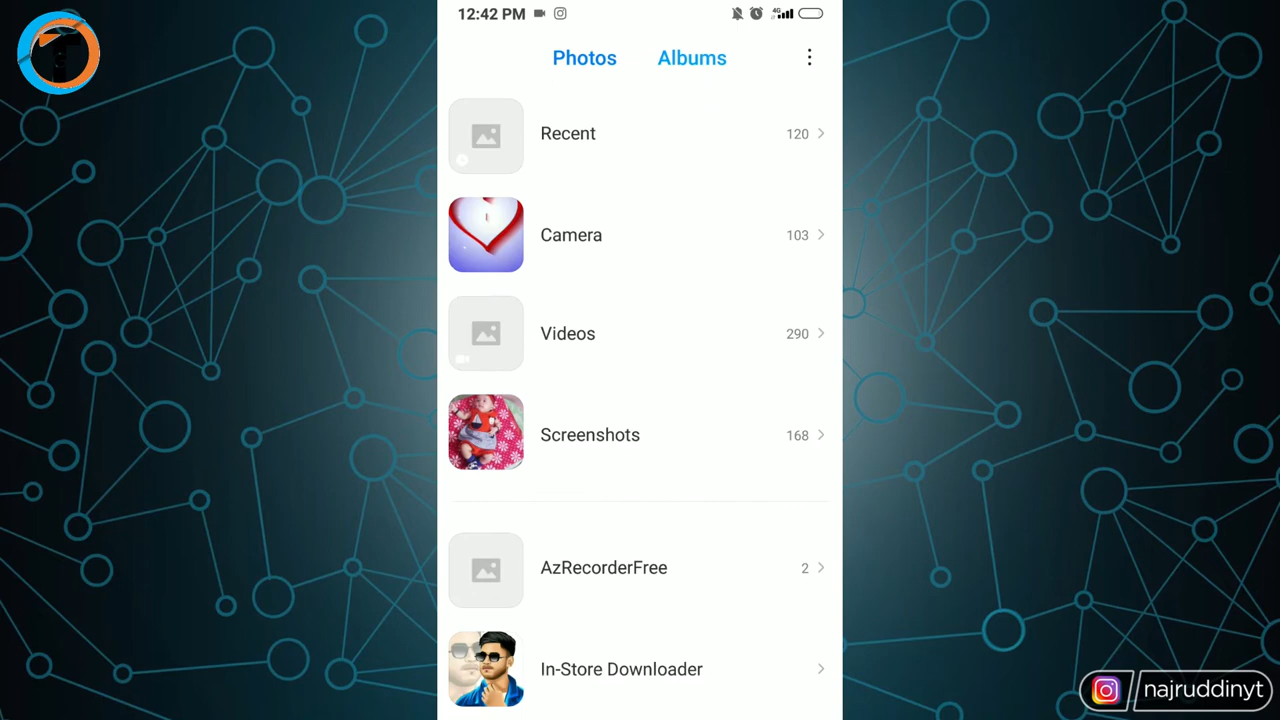 T
12:42 PM 4G
Photos Albums
Recent 120
Camera 103
Videos 290
Screenshots 168
AzRecorderFree 2
In-Store Downloader
najruddinyt